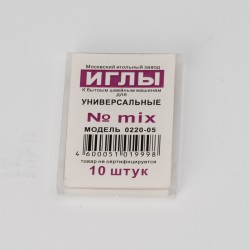 Московский игольный завод
ИГЛЫ
К бытовым швейным машинам
для
УНИВЕРСАЛЬНЫЕ
№ mix
МОДЕЛЬ 0220-05
4 600051 019998
товар не сертифицируется
10 штук